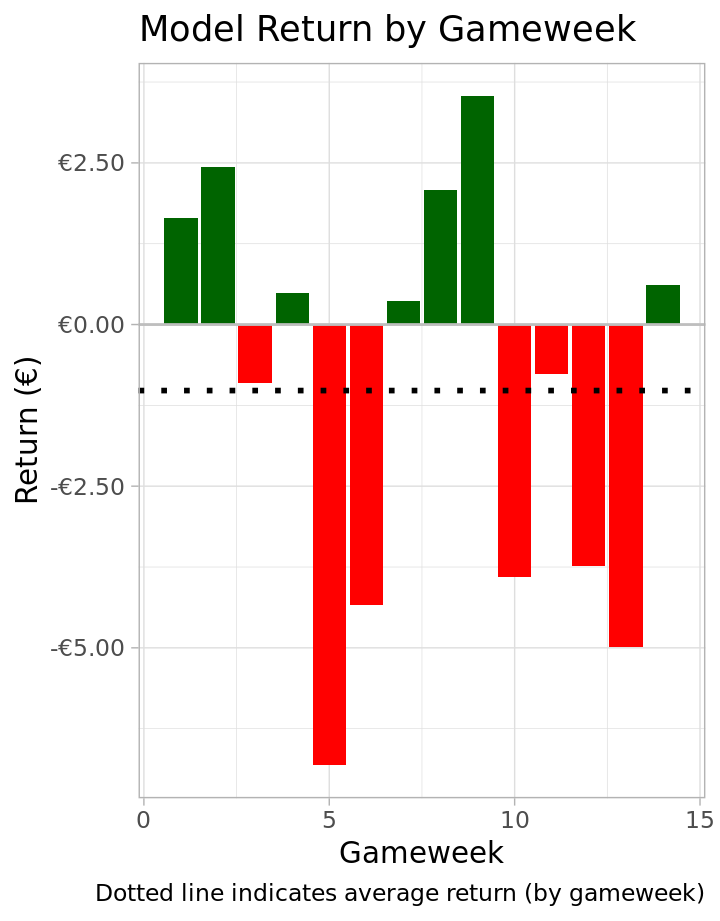 Model Return by Gameweek
€2.50
€0.00
-€2.50
-€5.00
Return (€)
0 5 10 15
Gameweek
Dotted line indicates average return (by gameweek)